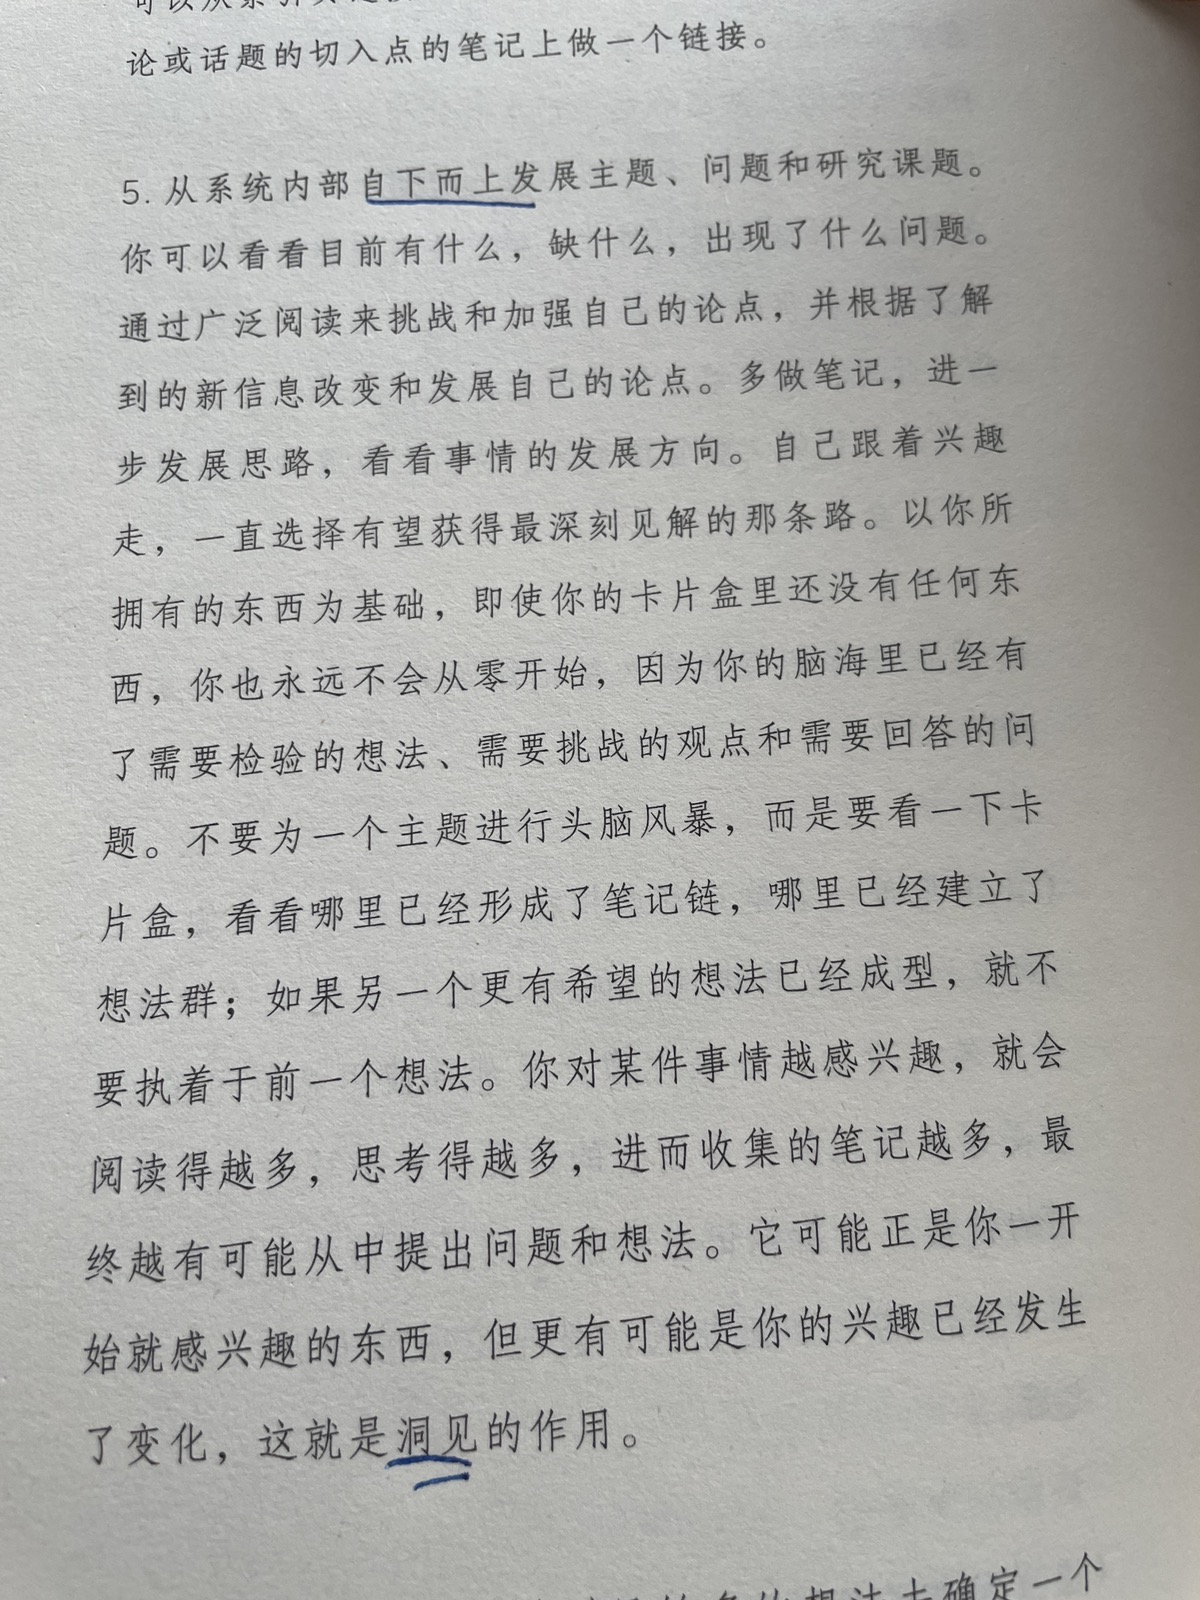 论或话题的切入点的笔记上做一个链接。
5. 从系统内部自下而上发展主题、问题和研究课题。
你可以看看目前有什么，缺什么，出现了什么问题。
通过广泛阅读来挑战和加强自己的论点，并根据了解
到的新信息改变和发展自己的论点。多做笔记，进一
步发展思路，看看事情的发展方向。自己跟着兴趣
走，一直选择有望获得最深刻见解的那条路。以你所
拥有的东西为基础，即使你的卡片盒里还没有任何东
西，你也永远不会从零开始，因为你的脑海里已经有
了需要检验的想法、需要挑战的观点和需要回答的问
题。不要为一个主题进行头脑风暴，而是要看一下卡
片盒，看看哪里已经形成了笔记链，哪里已经建立了
想法群；如果另一个更有希望的想法已经成型，就不
要执着于前一个想法。你对某件事情越感兴趣，就会
阅读得越多，思考得越多，进而收集的笔记越多，最
终越有可能从中提出问题和想法。它可能正是你一开
始就感兴趣的东西，但更有可能是你的兴趣已经发生
了变化，这就是洞见的作用。
的想法去确定一个